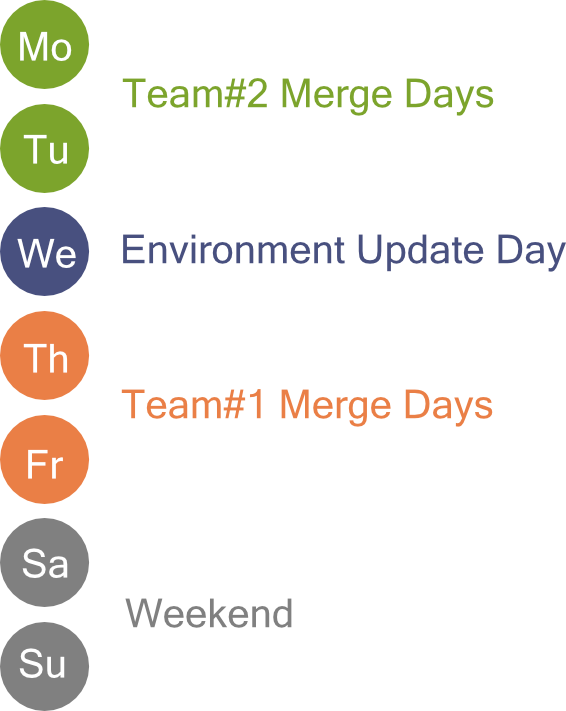 Mo
Team#2 Merge Days
Tu
We Environment Update Day
Th
Team#1 Merge Days
Fr
Sa
Weekend
Su